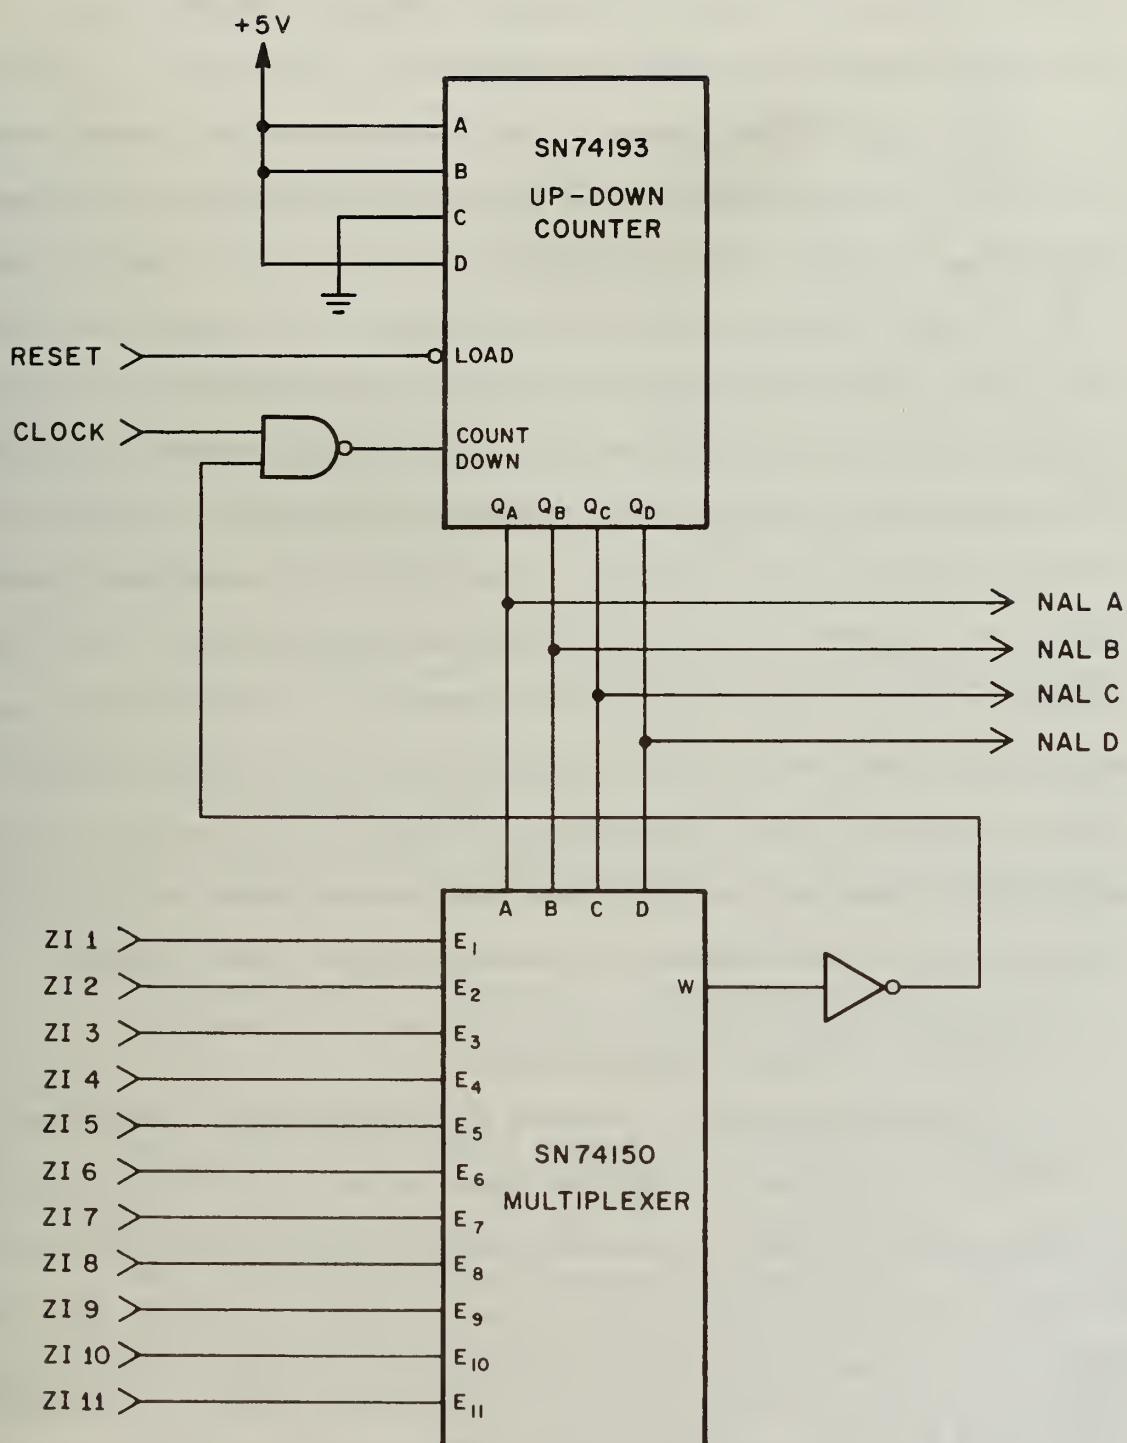 +5V
A
SN74193
B
UP-DOWN
C
COUNTER
D
RESET
LOAD
CLOCK
COUNT
DOWN
QA QB QC QD
NAL A
NAL B
NAL C
NAL D
A B C D
ZI 1
E1
ZI 2
E2
W
ZI 3
E3
ZI 4
E4
ZI 5
E5
SN74150
ZI 6
E6
MULTIPLEXER
ZI 7
E7
ZI 8
E8
ZI 9
E9
ZI 10
E10
ZI 11
E11